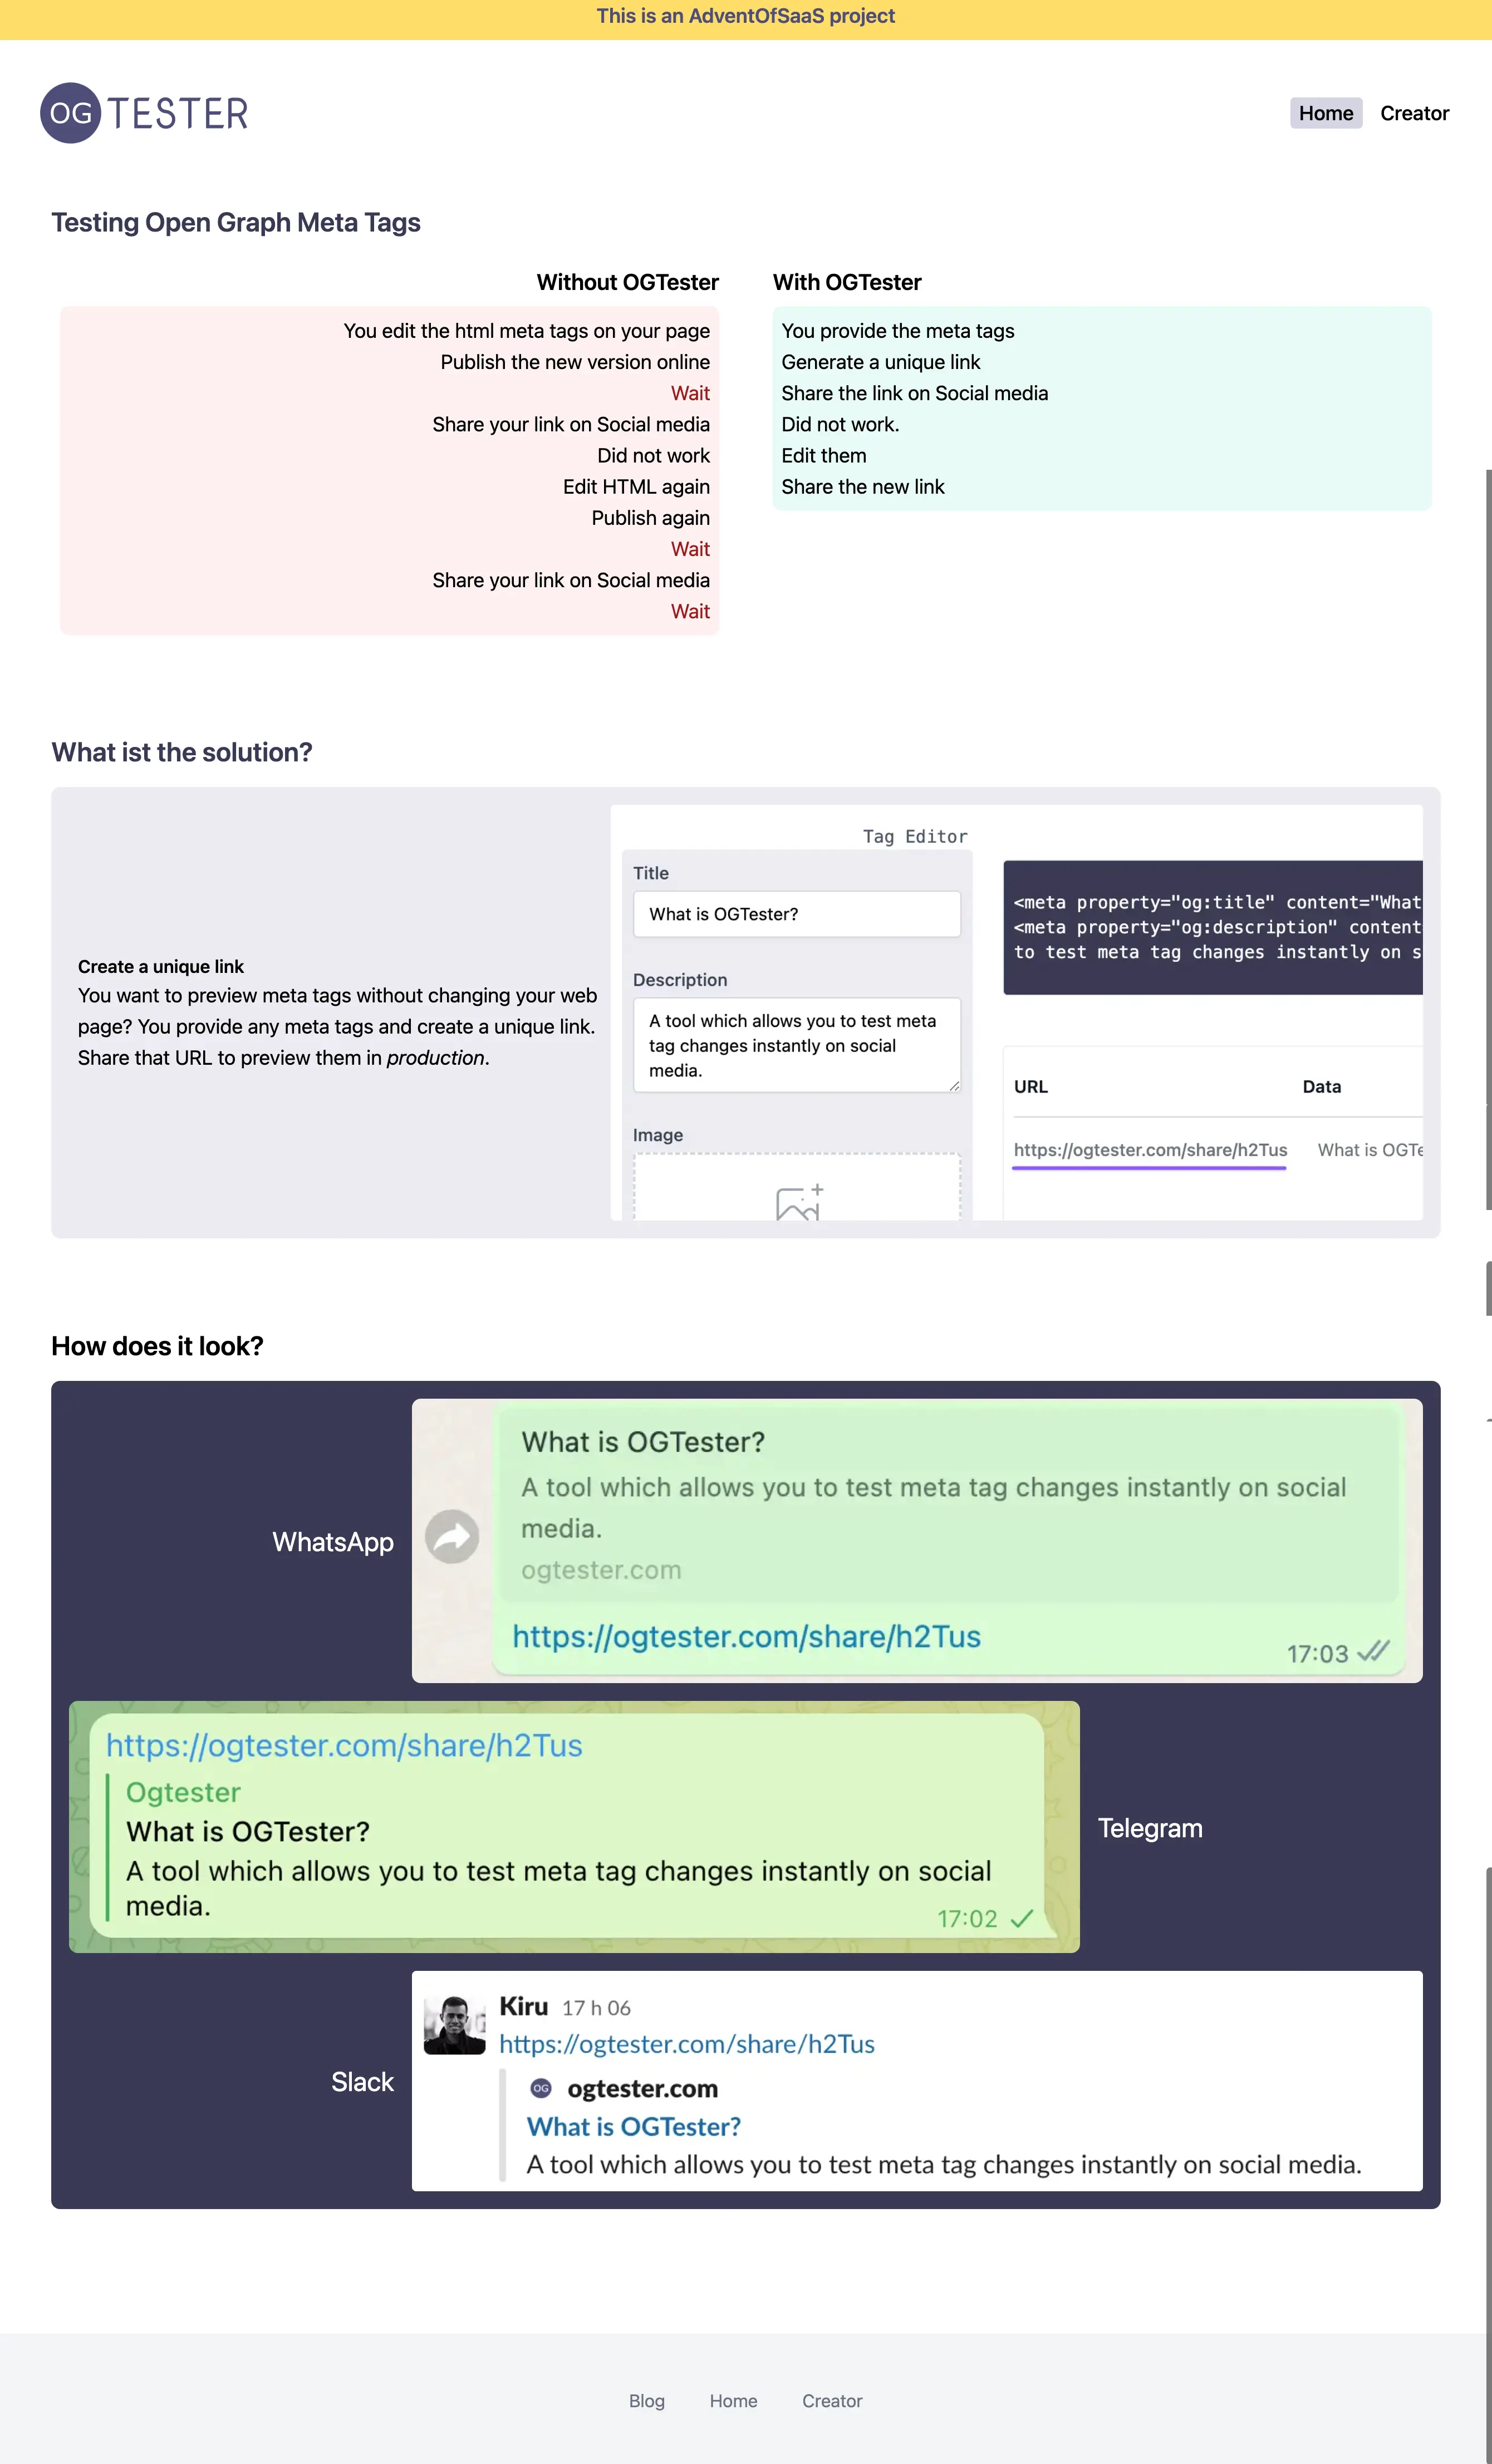 This is an AdventOfSaaS project
OG TESTER
Home
Creator
Testing Open Graph Meta Tags
Without OGTester
You edit the html meta tags on your page
Publish the new version online
Wait
Share your link on Social media
Did not work
Edit HTML again
Publish again
Wait
Share your link on Social media
Wait
With OGTester
You provide the meta tags
Generate a unique link
Share the link on Social media
Did not work.
Edit them
Share the new link
What ist the solution?
Create a unique link
You want to preview meta tags without changing your web
page? You provide any meta tags and create a unique link.
Share that URL to preview them in production.
Tag Editor
Title
What is OGTester?
Description
A tool which allows you to test meta
tag changes instantly on social
media.
Image
<meta property="og:title" content="What
<meta property="og:description" content
to test meta tag changes instantly on s
URL
Data
https://ogtester.com/share/h2Tus
What is OGTe
How does it look?
WhatsApp
What is OGTester?
A tool which allows you to test meta tag changes instantly on social
media.
ogtester.com
https://ogtester.com/share/h2Tus
17:03
https://ogtester.com/share/h2Tus
Ogtester
What is OGTester?
A tool which allows you to test meta tag changes instantly on social
media.
17:02
Telegram
Slack
Kiru 17 h 06
https://ogtester.com/share/h2Tus
OG ogtester.com
What is OGTester?
A tool which allows you to test meta tag changes instantly on social media.
Blog
Home
Creator